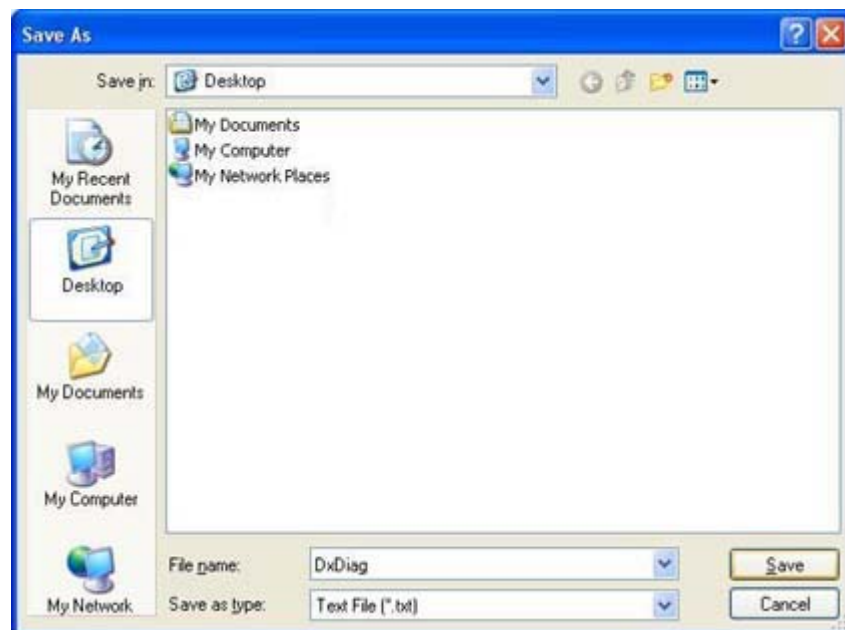 Save As
Save in: Desktop
My Documents
My Computer
My Network Places
My Recent
Documents
Desktop
My Documents
My Computer
My Network
File name: DxDiag Save
Save as type: Text File (*.txt) Cancel